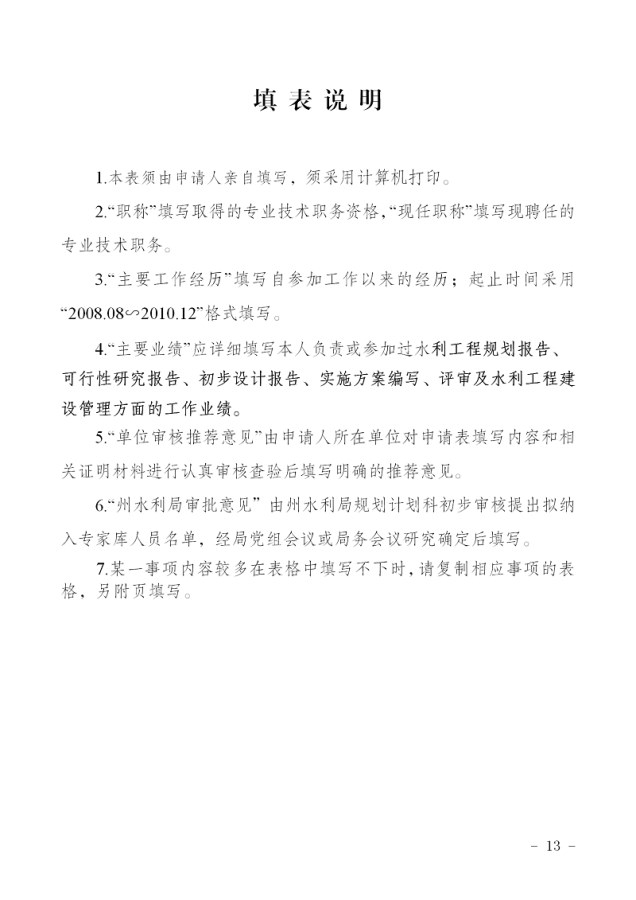 填 表 说 明
1.本表须由申请人亲自填写，须采用计算机打印。
2.“职称”填写取得的专业技术职务资格，“现任职称”填写现聘任的
专业技术职务。
3.“主要工作经历”填写自参加工作以来的经历；起止时间采用
“2008.08∽2010.12”格式填写。
4.“主要业绩”应详细填写本人负责或参加过水利工程规划报告、
可行性研究报告、初步设计报告、实施方案编写、评审及水利工程建
设管理方面的工作业绩。
5.“单位审核推荐意见”由申请人所在单位对申请表填写内容和相
关证明材料进行认真审核查验后填写明确的推荐意见。
6.“州水利局审批意见”由州水利局规划计划科初步审核提出拟纳
入专家库人员名单，经局党组会议或局务会议研究确定后填写。
7.某一事项内容较多在表格中填写不下时，请复制相应事项的表
格，另附页填写。
- 13 -